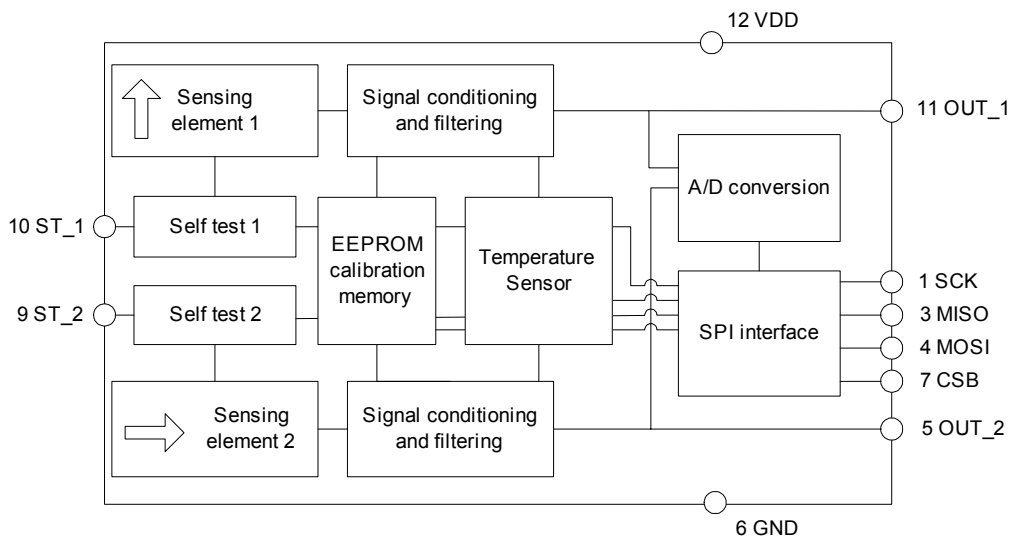 12 VDD
Sensing
element 1
Signal conditioning
and filtering
11 OUT_1
A/D conversion
10 ST_1
Self test 1
EEPROM
calibration
memory
Temperature
Sensor
9 ST_2
Self test 2
SPI interface
1 SCK
3 MISO
4 MOSI
7 CSB
Sensing
element 2
Signal conditioning
and filtering
5 OUT_2
6 GND